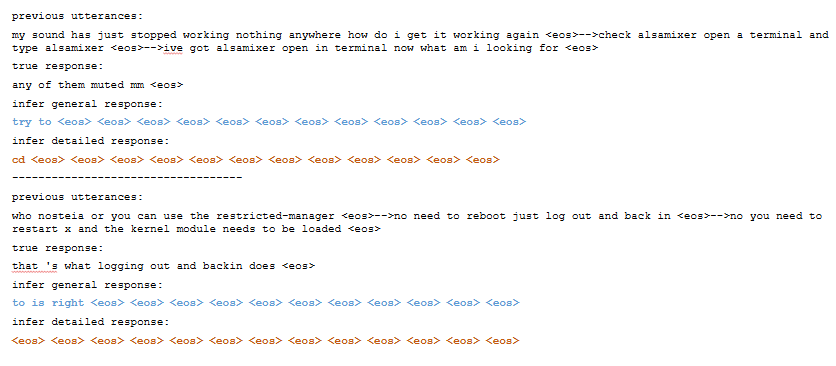 previous utterances:
my sound has just stopped working nothing anywhere how do i get it working again <eos>-->check alsamixer open a terminal and
type alsamixer <eos>-->ive got alsamixer open in terminal now what am i looking for <eos>
true response:
any of them muted mm <eos>
infer general response:
try to <eos> <eos> <eos> <eos> <eos> <eos> <eos> <eos> <eos> <eos> <eos> <eos>
infer detailed response:
cd <eos> <eos> <eos> <eos> <eos> <eos> <eos> <eos> <eos> <eos> <eos> <eos>
-----------------------------------
previous utterances:
who nosteia or you can use the restricted-manager <eos>-->no need to reboot just log out and back in <eos>-->no you need to
restart x and the kernel module needs to be loaded <eos>
true response:
that 's what logging out and backin does <eos>
infer general response:
to is right <eos> <eos> <eos> <eos> <eos> <eos> <eos> <eos> <eos> <eos> <eos>
infer detailed response:
<eos> <eos> <eos> <eos> <eos> <eos> <eos> <eos> <eos> <eos> <eos> <eos> <eos>